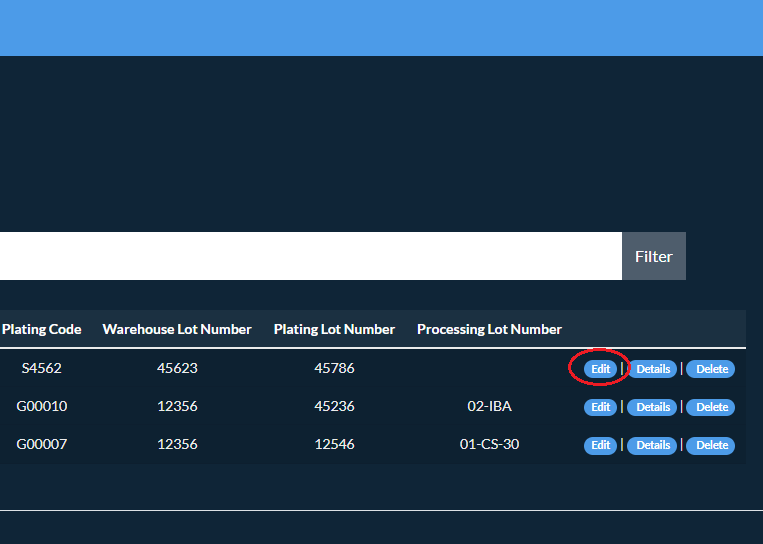 Filter
Plating Code Warehouse Lot Number Plating Lot Number Processing Lot Number
S4562 45623 45786 Edit | Details | Delete
G00010 12356 45236 02-IBA Edit | Details | Delete
G00007 12356 12546 01-CS-30 Edit | Details | Delete